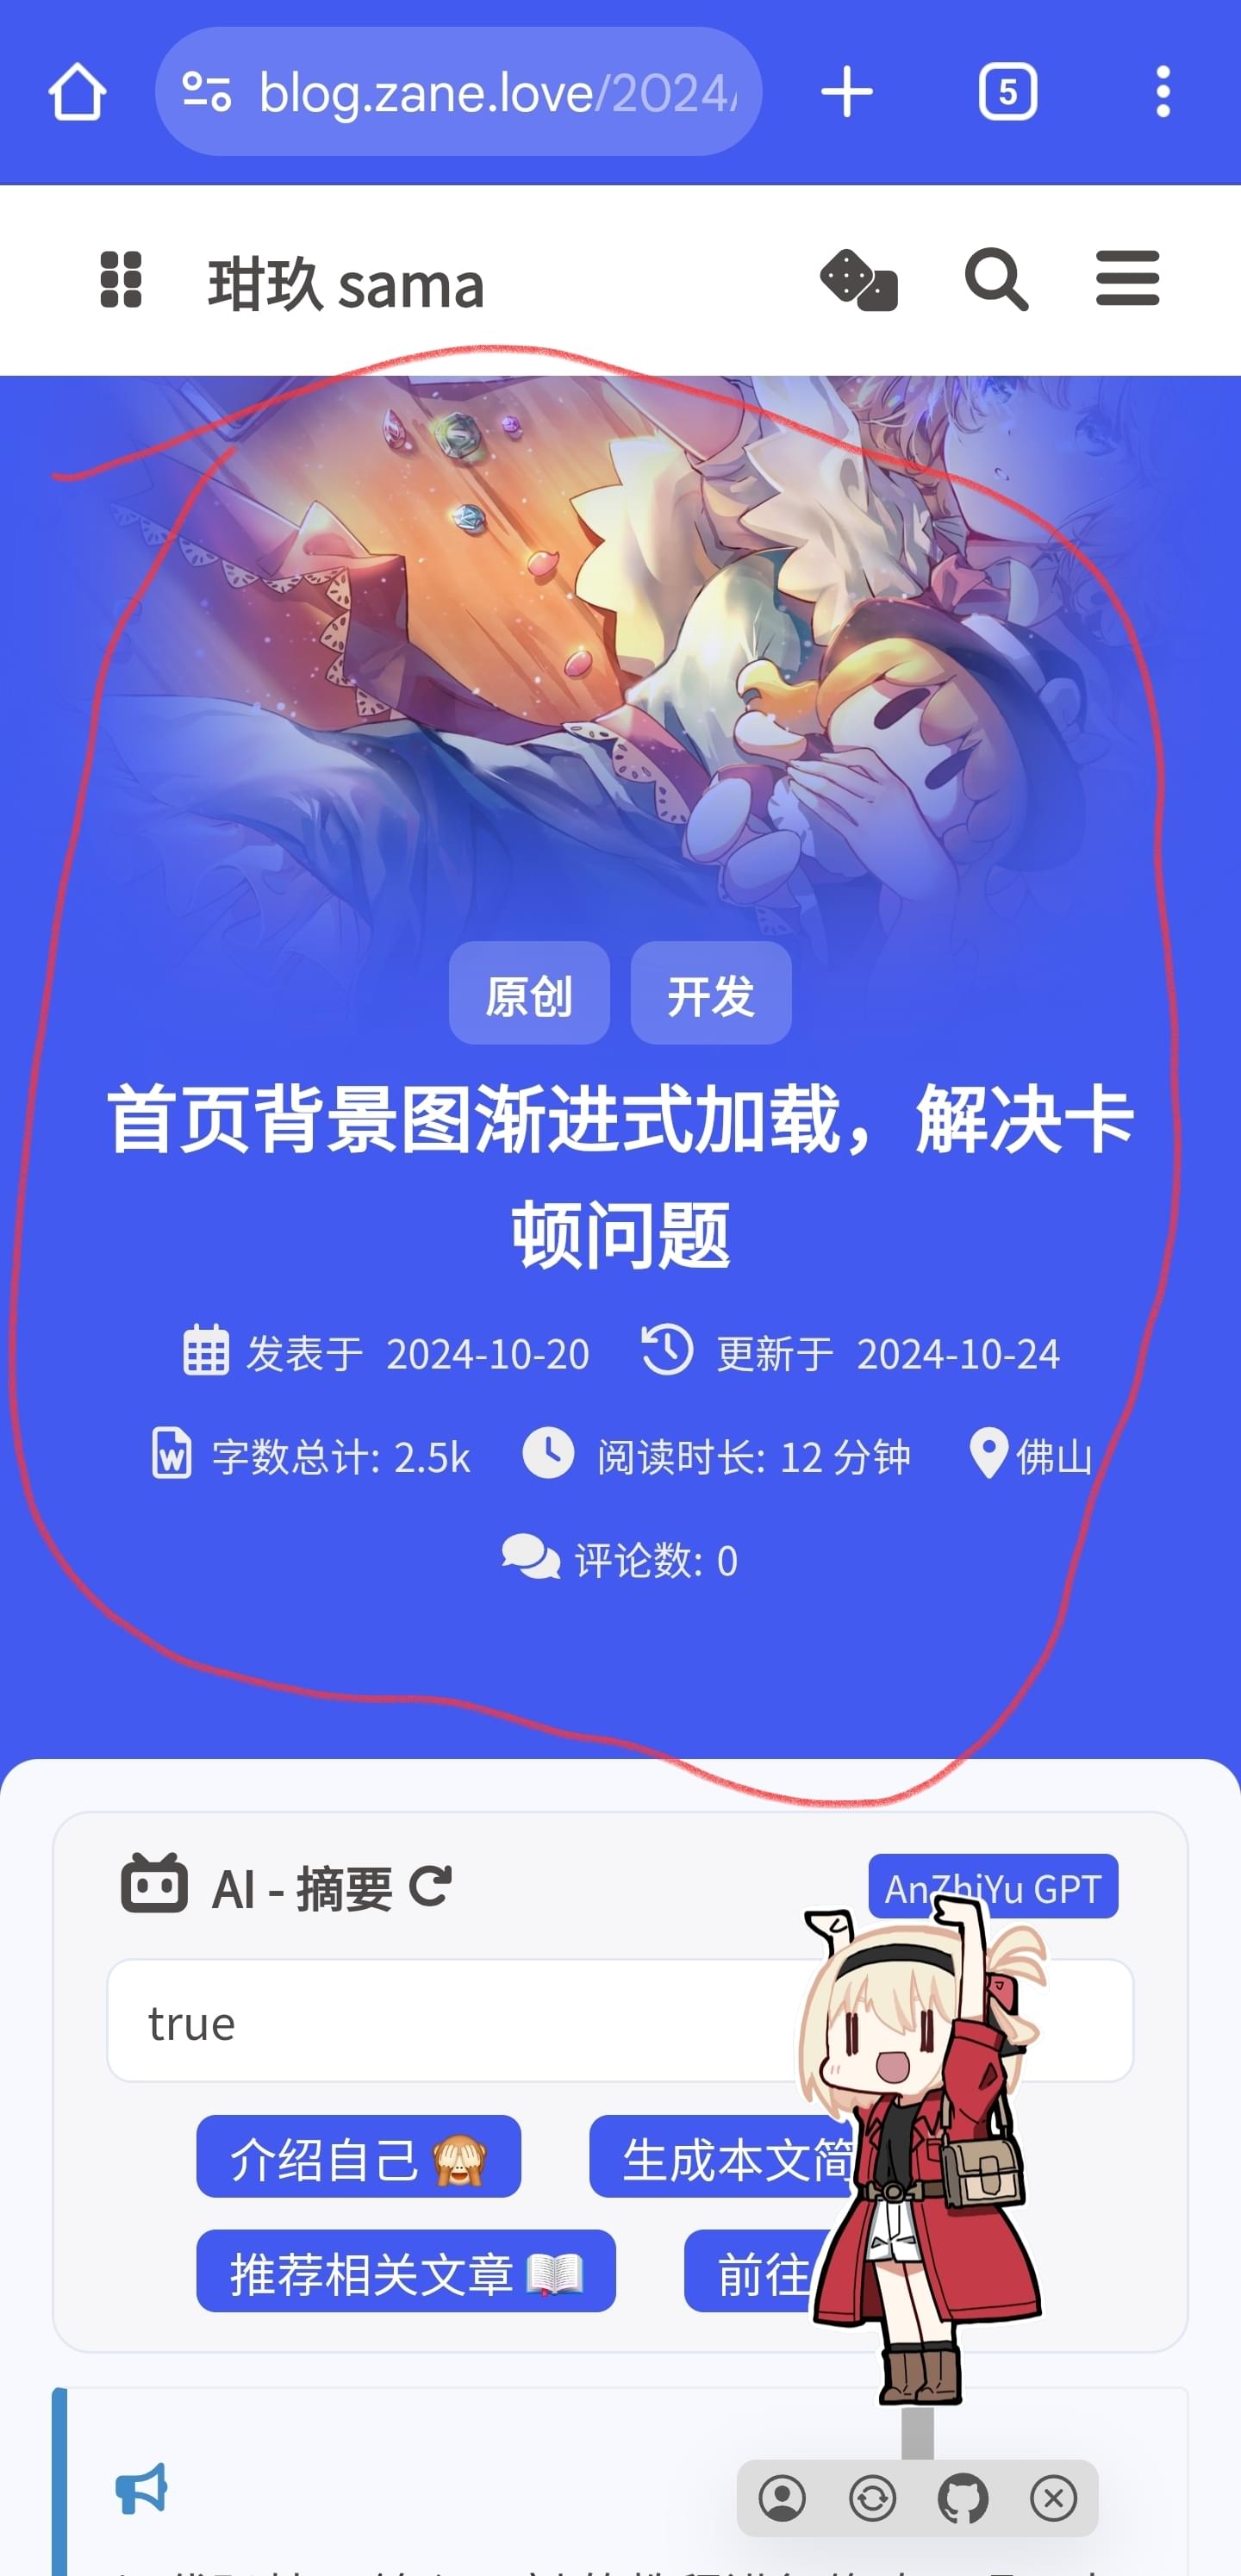 blog.zane.love/2024/
5
玵玖 sama
原创 开发
首页背景图渐进式加载，解决卡
顿问题
发表于 2024-10-20 更新于 2024-10-24
字数总计: 2.5k 阅读时长: 12 分钟 佛山
评论数: 0
AI - 摘要
AnZhiYu GPT
true
介绍自己🙈 生成本文简
推荐相关文章📖 前往